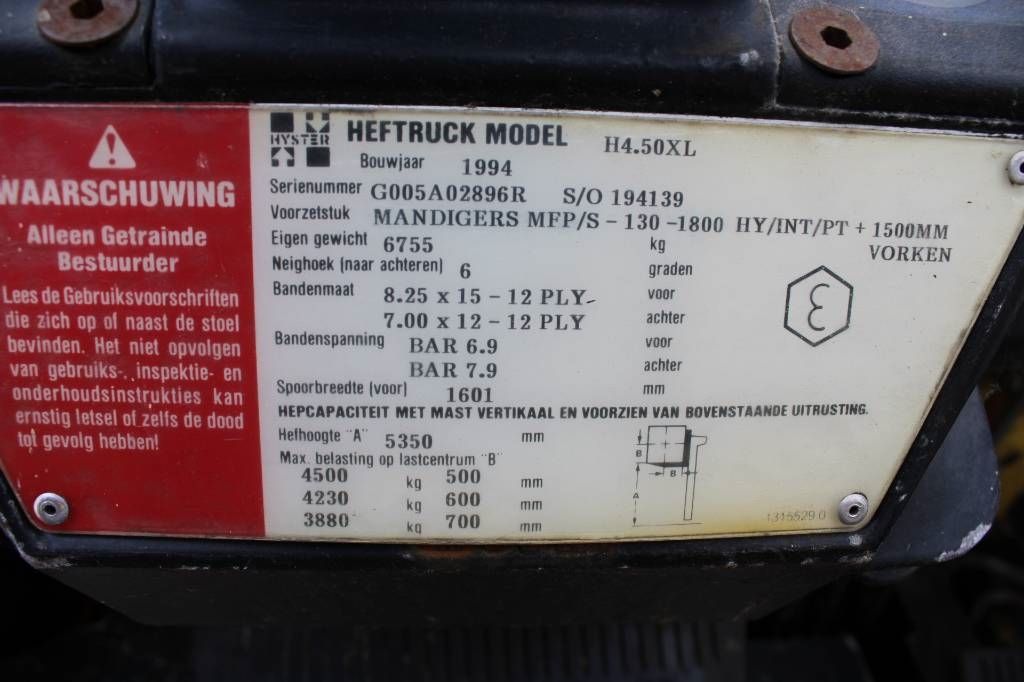 WAARSCHUWING
Alleen Getrainde
Bestuurder
Lees de Gebruiksvoorschriften
die zich op of naast de stoel
bevinden. Het niet opvolgen
van gebruiks-, inspektie- en
onderhoudsinstrukties kan
ernstig letsel of zelfs de dood
tot gevolg hebben!
HYSTER HEFTRUCK MODEL H4.50XL
Bouwjaar 1994
Serienummer G005A02896R S/O 194139
Voorzetstuk MANDIGERS MFP/S - 130 -1800 HY/INT/PT + 1500MM
VORKEN
Eigen gewicht 6755 kg
Neighoek (naar achteren) 6 graden
Bandenmaat 8.25 x 15 - 12 PLY- voor
7.00 x 12 - 12 PLY achter
Bandenspanning BAR 6.9 voor
BAR 7.9 achter
Spoorbreedte (voor) 1601 mm
HEPCAPACITEIT MET MAST VERTIKAAL EN VOORZIEN VAN BOVENSTAANDE UITRUSTING.
Hefhoogte "A" 5350 mm
Max. belasting op lastcentrum "B"
4500 kg 500 mm
4230 kg 600 mm
3880 kg 700 mm
B
B
A
1315529 0
ε